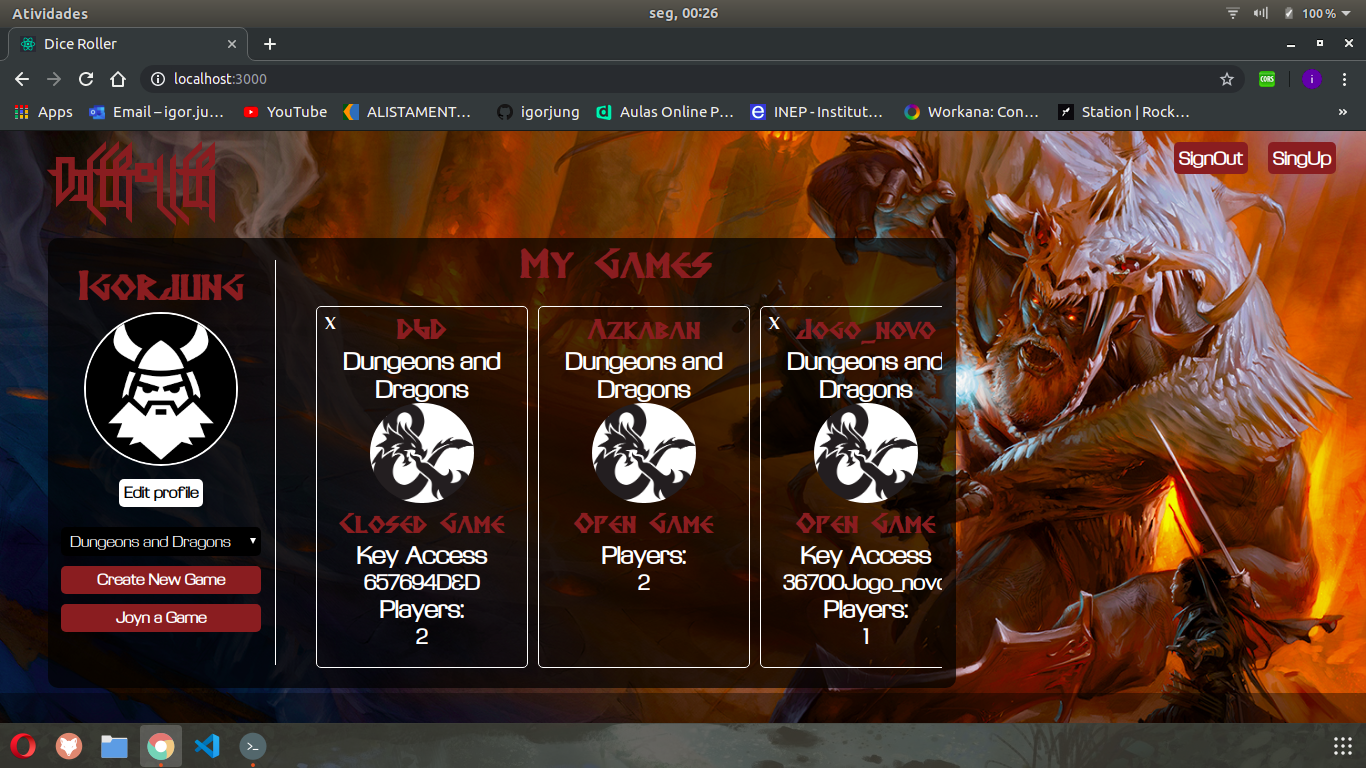 Atividades
seg, 00:26
100 %
Dice Roller
localhost:3000
CORS
i
Apps
Email – igor.ju...
YouTube
ALISTAMENT...
igorjung
Aulas Online P...
INEP - Institut...
Workana: Con...
Station | Rock...
»
SignOut
SingUp
IgorJung
Edit profile
Dungeons and Dragons
Create New Game
Joyn a Game
My Games
X
D&D
Dungeons and
Dragons
Closed Game
Key Access
657694D&D
Players:
2
Azkaban
Dungeons and
Dragons
Open Game
Players:
2
X
Jogo_novo
Dungeons and
Dragons
Open Game
Key Access
36700Jogo_novo
Players:
1